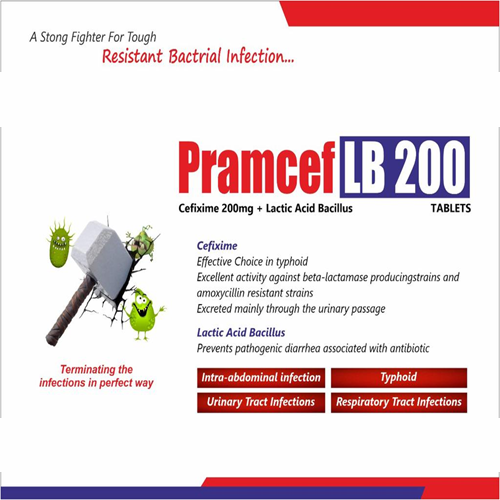 A Stong Fighter For Tough
Resistant Bactrial Infection...
Pramcef LB 200
Cefixime 200mg + Lactic Acid Bacillus TABLETS
Cefixime
Effective Choice in typhoid
Excellent activity against beta-lactamase producingstrains and
amoxycillin resistant strains
Excreted mainly through the urinary passage
Lactic Acid Bacillus
Prevents pathogenic diarrhea associated with antibiotic
Terminating the
infections in perfect way
Intra-abdominal infection Typhoid
Urinary Tract Infections Respiratory Tract Infections